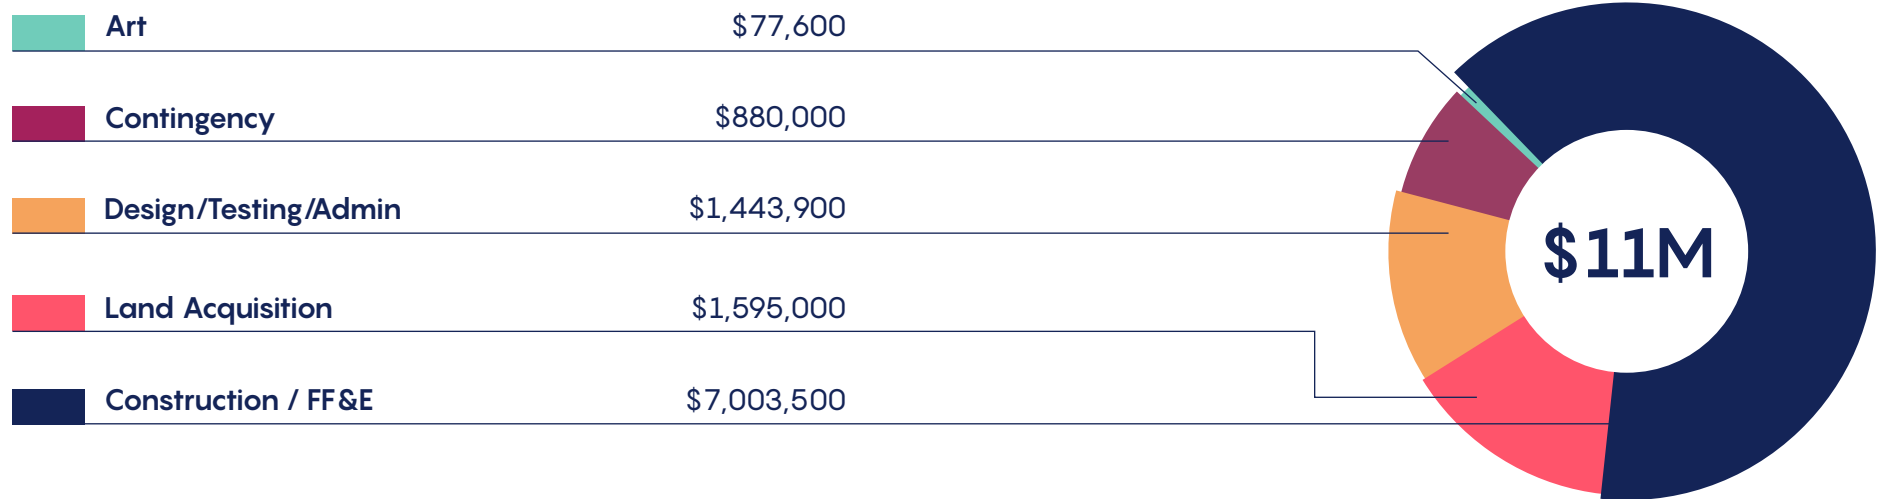 Art $77,600
Contingency $880,000
Design/Testing/Admin $1,443,900
Land Acquisition $1,595,000
Construction / FF&E $7,003,500
$11M